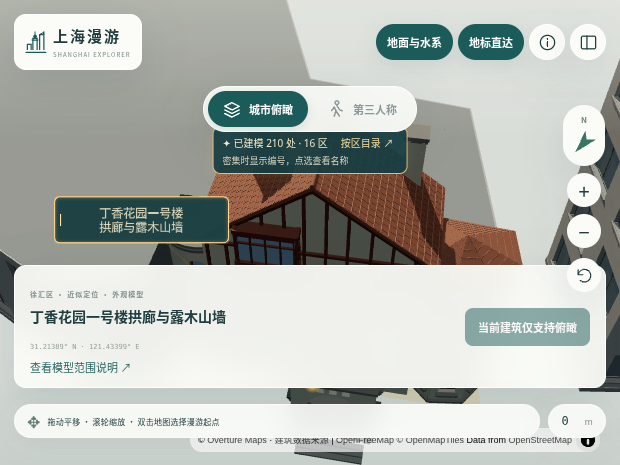 上海漫游
SHANGHAI EXPLORER
地面与水系
地标直达
城市俯瞰
第三人称
✦ 已建模 210 处 · 16 区 按区目录 ↗
密集时显示编号，点选查看名称
N
丁香花园一号楼
拱廊与露木山墙
徐汇区 · 近似定位 · 外观模型
丁香花园一号楼拱廊与露木山墙
31.21389° N · 121.43399° E
查看模型范围说明 ↗
当前建筑仅支持俯瞰
拖动平移 · 滚轮缩放 · 双击地图选择漫游起点
0 m
© Overture Maps · 建筑数据来源 | OpenFreeMap © OpenMapTiles Data from OpenStreetMap